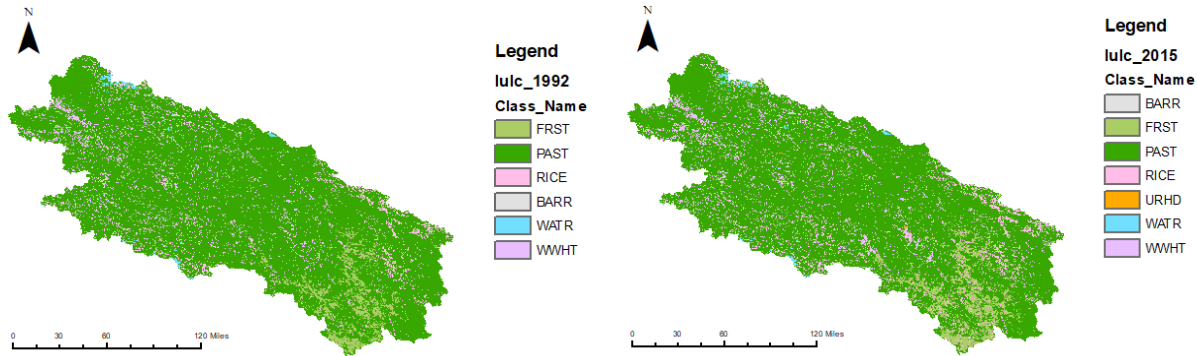 N
Legend
lulc_1992
Class_Name
FRST
PAST
RICE
BARR
WATR
WWHT
0 30 60 120 Miles
N
Legend
lulc_2015
Class_Name
BARR
FRST
PAST
RICE
URHD
WATR
WWHT
0 30 60 120 Miles